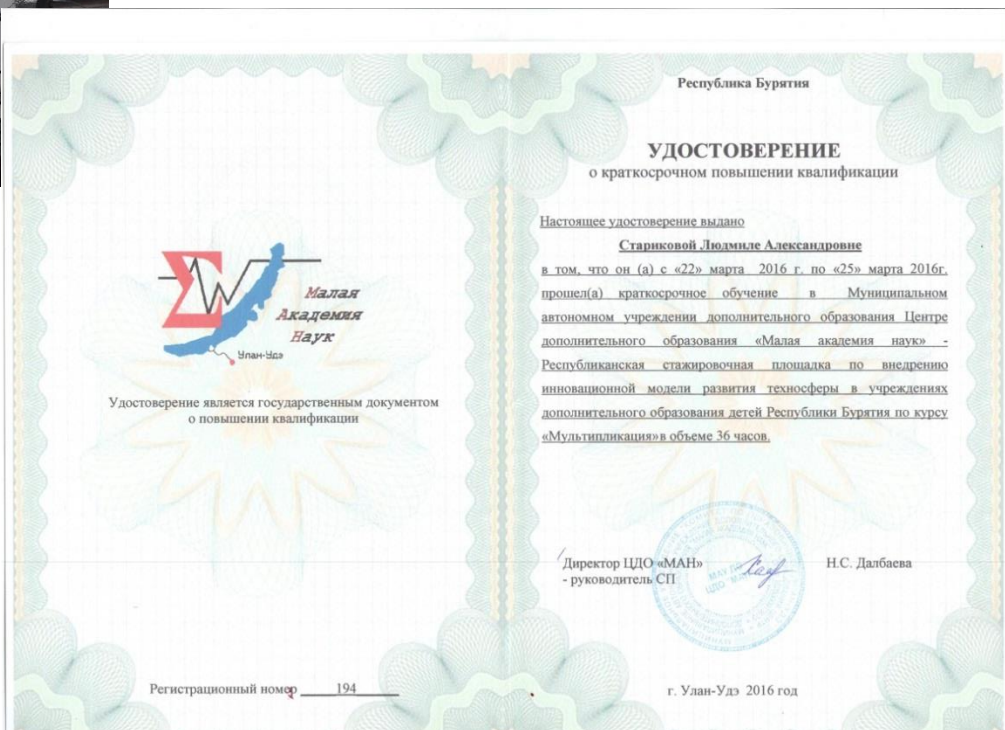 Малая
Академия
Наук
Улан-Удэ
Удостоверение является государственным документом
о повышении квалификации
Регистрационный номер 194
Республика Бурятия
УДОСТОВЕРЕНИЕ
о краткосрочном повышении квалификации
Настоящее удостоверение выдано
Стариковой Людмиле Александровне
в том, что он (а) с «22» марта 2016 г. по «25» марта 2016г.
прошел(а) краткосрочное обучение в Муниципальном
автономном учреждении дополнительного образования Центре
дополнительного образования «Малая академия наук» -
Республиканская стажировочная площадка по внедрению
инновационной модели развития техносферы в учреждениях
дополнительного образования детей Республики Бурятия по курсу
«Мультипликация»в объеме 36 часов.
Директор ЦДО «МАН»
- руководитель СП
Н.С. Далбаева
г. Улан-Удэ 2016 год